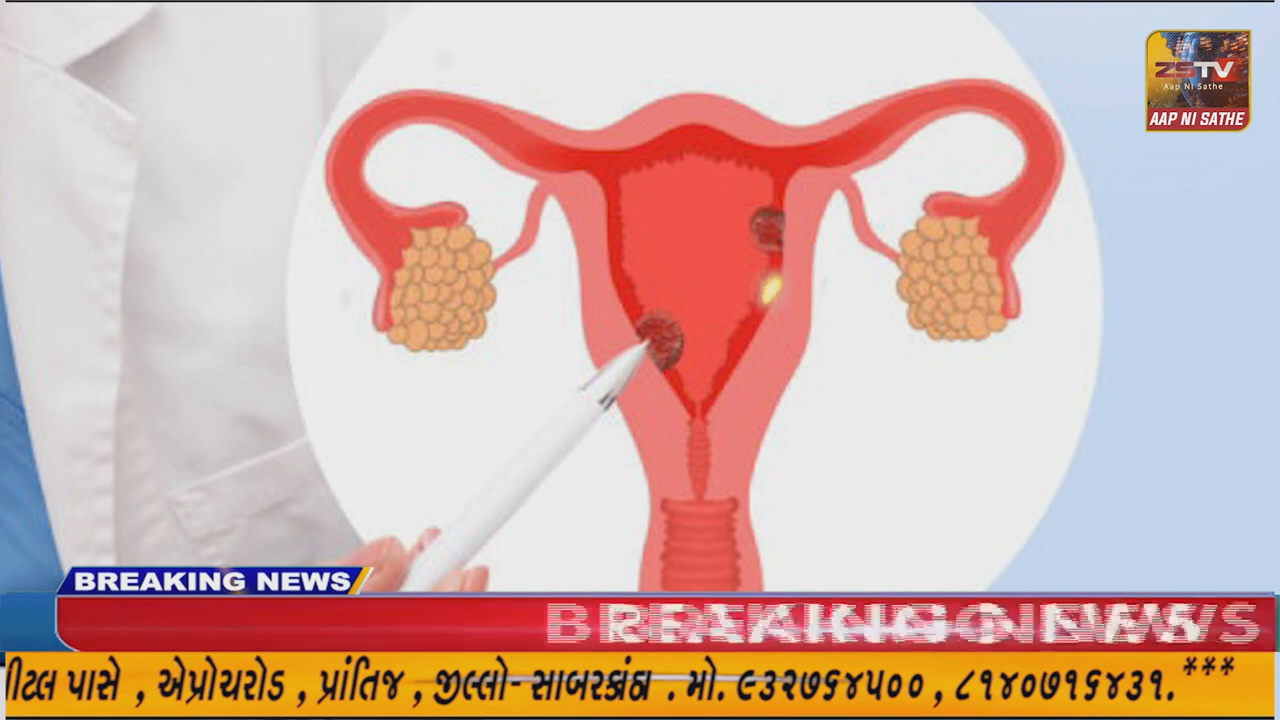 ZSTV
Aap Ni Sathe
AAP NI SATHE
BREAKING NEWS
BREAKING NEWS
પાસે , એપ્રોચરોડ , પ્રાંતિજ , જીલ્લો- સાબરકાંઠા . મો. ૯૩૨૭૬૪૫૦૦ , ૮૧૪૦૭૧૬૪૩૧. ***